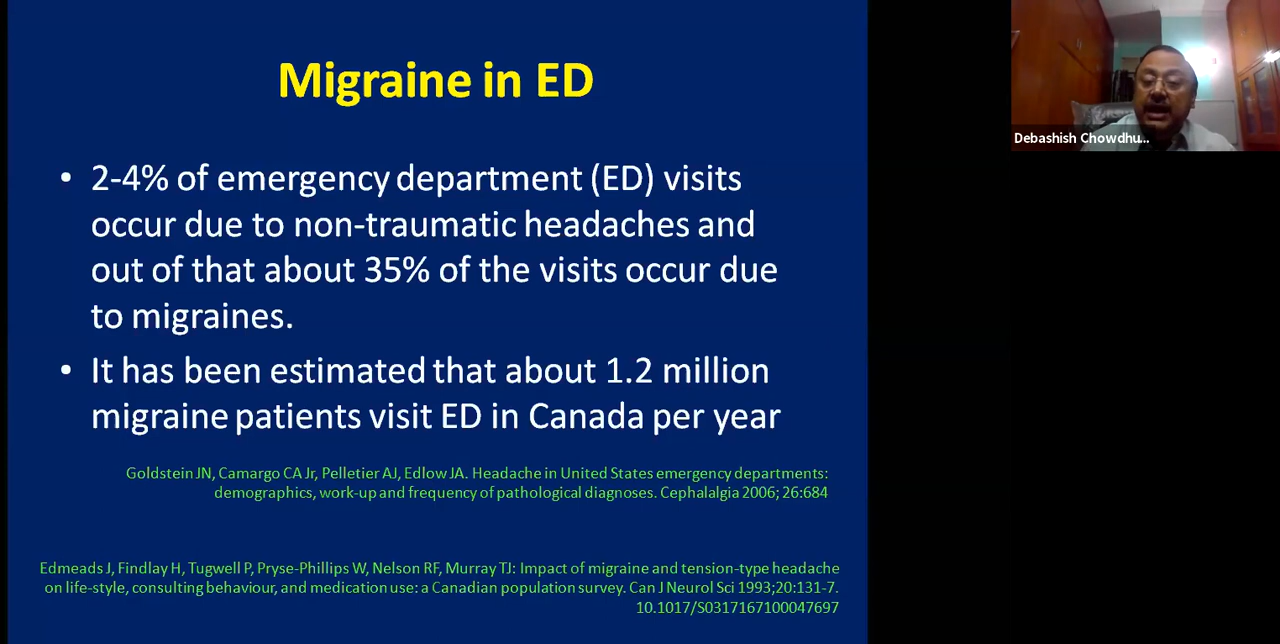 Migraine in ED
• 2-4% of emergency department (ED) visits
occur due to non-traumatic headaches and
out of that about 35% of the visits occur due
to migraines.
• It has been estimated that about 1.2 million
migraine patients visit ED in Canada per year
Goldstein JN, Camargo CA Jr, Pelletier AJ, Edlow JA. Headache in United States emergency departments:
demographics, work-up and frequency of pathological diagnoses. Cephalalgia 2006; 26:684
Edmeads J, Findlay H, Tugwell P, Pryse-Phillips W, Nelson RF, Murray TJ: Impact of migraine and tension-type headache
on life-style, consulting behaviour, and medication use: a Canadian population survey. Can J Neurol Sci 1993;20:131-7.
10.1017/S0317167100047697
Debashish Chowdhu...